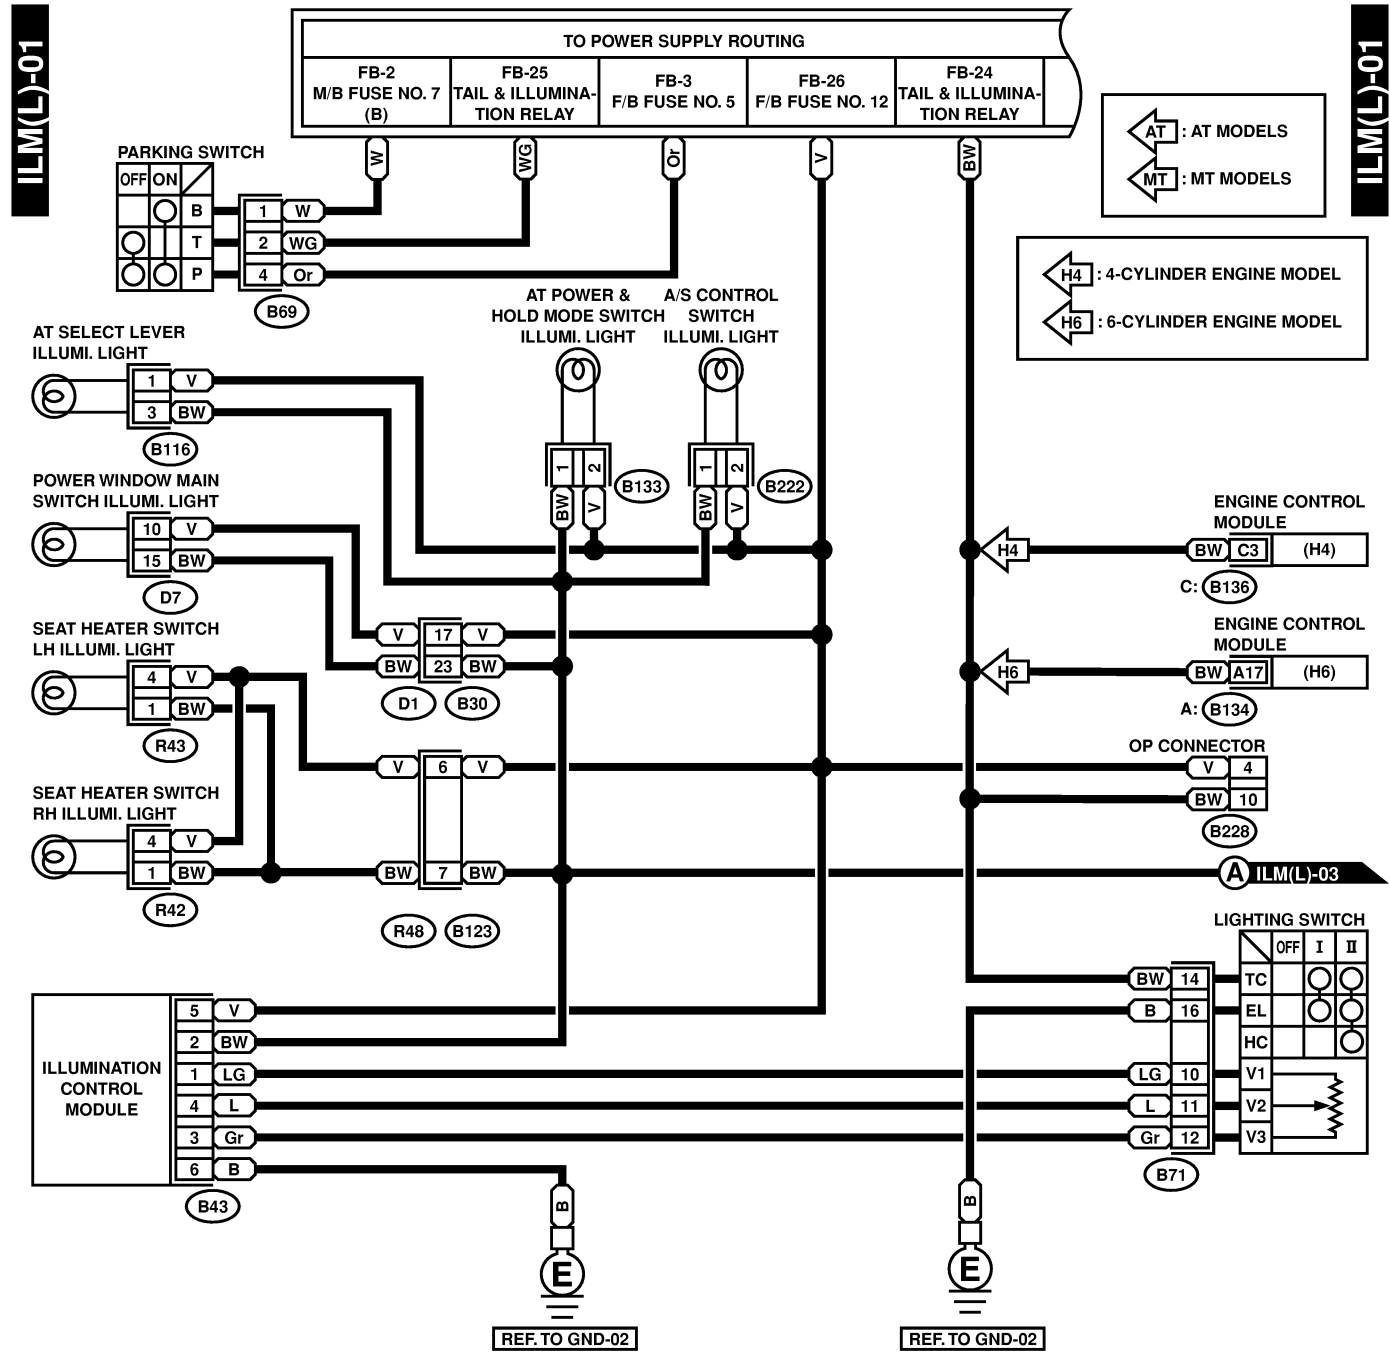 ILM(L)-01
ILM(L)-01
TO POWER SUPPLY ROUTING
FB-2
M/B FUSE NO. 7
(B)
FB-25
TAIL & ILLUMINA-
TION RELAY
FB-3
F/B FUSE NO. 5
FB-26
F/B FUSE NO. 12
FB-24
TAIL & ILLUMINA-
TION RELAY
W
WG
Or
V
BW
AT : AT MODELS
MT : MT MODELS
H4 : 4-CYLINDER ENGINE MODEL
H6 : 6-CYLINDER ENGINE MODEL
PARKING SWITCH
OFF ON
B 1 W
T 2 WG
P 4 Or
B69
AT POWER &
HOLD MODE SWITCH
ILLUMI. LIGHT
A/S CONTROL
SWITCH
ILLUMI. LIGHT
1 2
BW V
B133
1 2
BW V
B222
AT SELECT LEVER
ILLUMI. LIGHT
1 V
3 BW
B116
POWER WINDOW MAIN
SWITCH ILLUMI. LIGHT
10 V
15 BW
D7
SEAT HEATER SWITCH
LH ILLUMI. LIGHT
4 V
1 BW
R43
SEAT HEATER SWITCH
RH ILLUMI. LIGHT
4 V
1 BW
R42
V 17 V
BW 23 BW
D1 B30
V 6 V
BW 7 BW
R48 B123
ENGINE CONTROL
MODULE
H4 BW C3 (H4)
C: B136
ENGINE CONTROL
MODULE
H6 BW A17 (H6)
A: B134
OP CONNECTOR
V 4
BW 10
B228
A ILM(L)-03
LIGHTING SWITCH
OFF I II
BW 14 TC
B 16 EL
HC
LG 10 V1
L 11 V2
Gr 12 V3
B71
ILLUMINATION
CONTROL
MODULE
5 V
2 BW
1 LG
4 L
3 Gr
6 B
B43
B
E
REF. TO GND-02
B
E
REF. TO GND-02